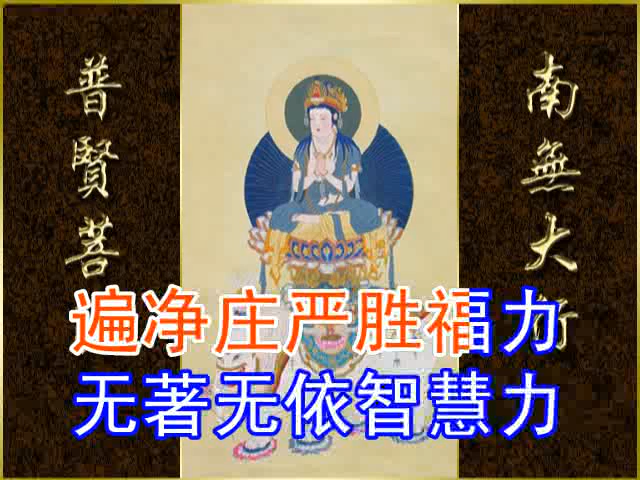 南無大行
普賢菩
遍净庄严胜福力
无著无依智慧力